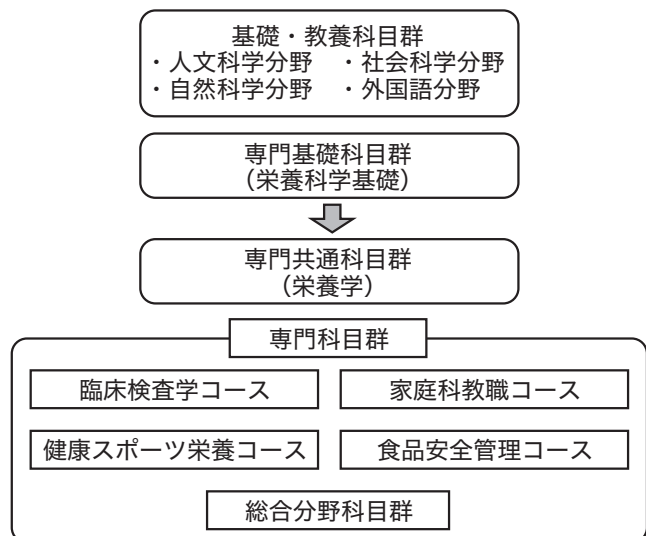 基礎・教養科目群
・人文科学分野　・社会科学分野
・自然科学分野　・外国語分野
専門基礎科目群
（栄養科学基礎）
専門共通科目群
（栄養学）
専門科目群
臨床検査学コース
家庭科教職コース
健康スポーツ栄養コース
食品安全管理コース
総合分野科目群